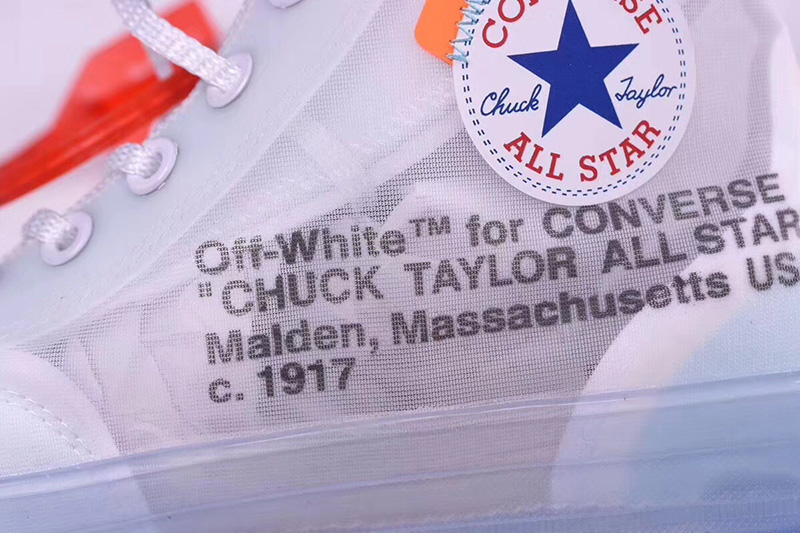 CONVERSE
Chuck Taylor
ALL STAR
Off-White™ for CONVERSE
"CHUCK TAYLOR ALL STAR
Malden, Massachusetts US
c. 1917